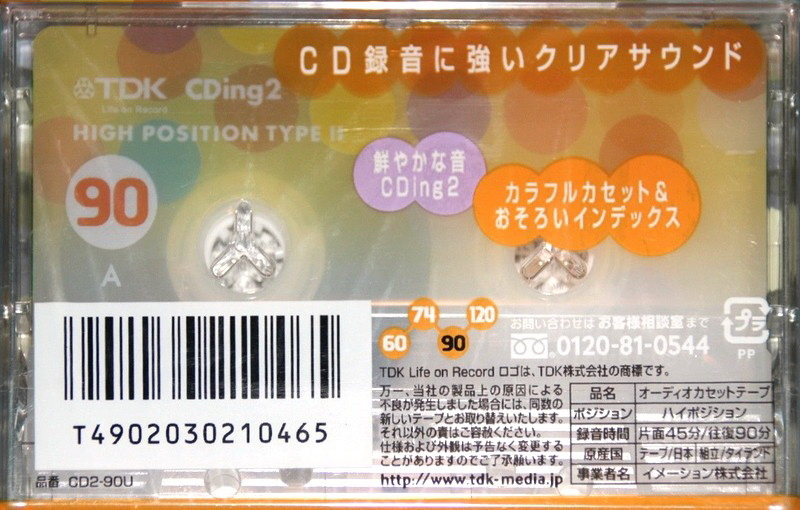 CD録音に強いクリアサウンド
TDK CDing2
Life on Record
HIGH POSITION TYPE II
90
A
鮮やかな音
CDing2
カラフルカセット&
おそろいインデックス
60 74 90 120
お問い合わせは お客様相談室 まで
0120-81-0544
プラ
PP
TDK Life on Record ロゴは、TDK株式会社の商標です。
万一、当社の製品上の原因による
不良が発生しました場合には、同数の
新しいテープとお取り替えいたします。
それ以外の責はご容赦ください。
仕様および外観は予告なく変更する
ことがありますのでご了承願います。
http://www.tdk-media.jp
品名 オーディオカセットテープ
ポジション ハイポジション
録音時間 片面45分/往復90分
原産国 テープ/日本 組立/タイランド
事業者名 イメーション株式会社
T4902030210465
品番 CD2-90U